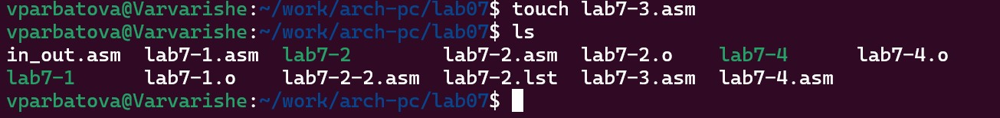 vparbatova@Varvarishe:~/work/arch-pc/lab07$ touch lab7-3.asm
vparbatova@Varvarishe:~/work/arch-pc/lab07$ ls
in_out.asm  lab7-1.asm  lab7-2        lab7-2.asm  lab7-2.o    lab7-4      lab7-4.o
lab7-1      lab7-1.o    lab7-2-2.asm  lab7-2.lst  lab7-3.asm  lab7-4.asm
vparbatova@Varvarishe:~/work/arch-pc/lab07$